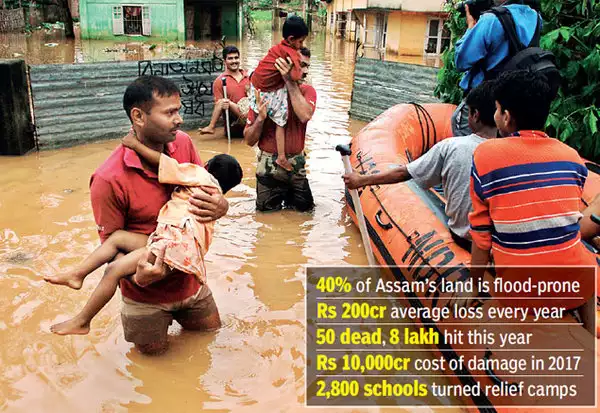 40% of Assam's land is flood-prone
Rs 200cr average loss every year
50 dead, 8 lakh hit this year
Rs 10,000cr cost of damage in 2017
2,800 schools turned relief camps